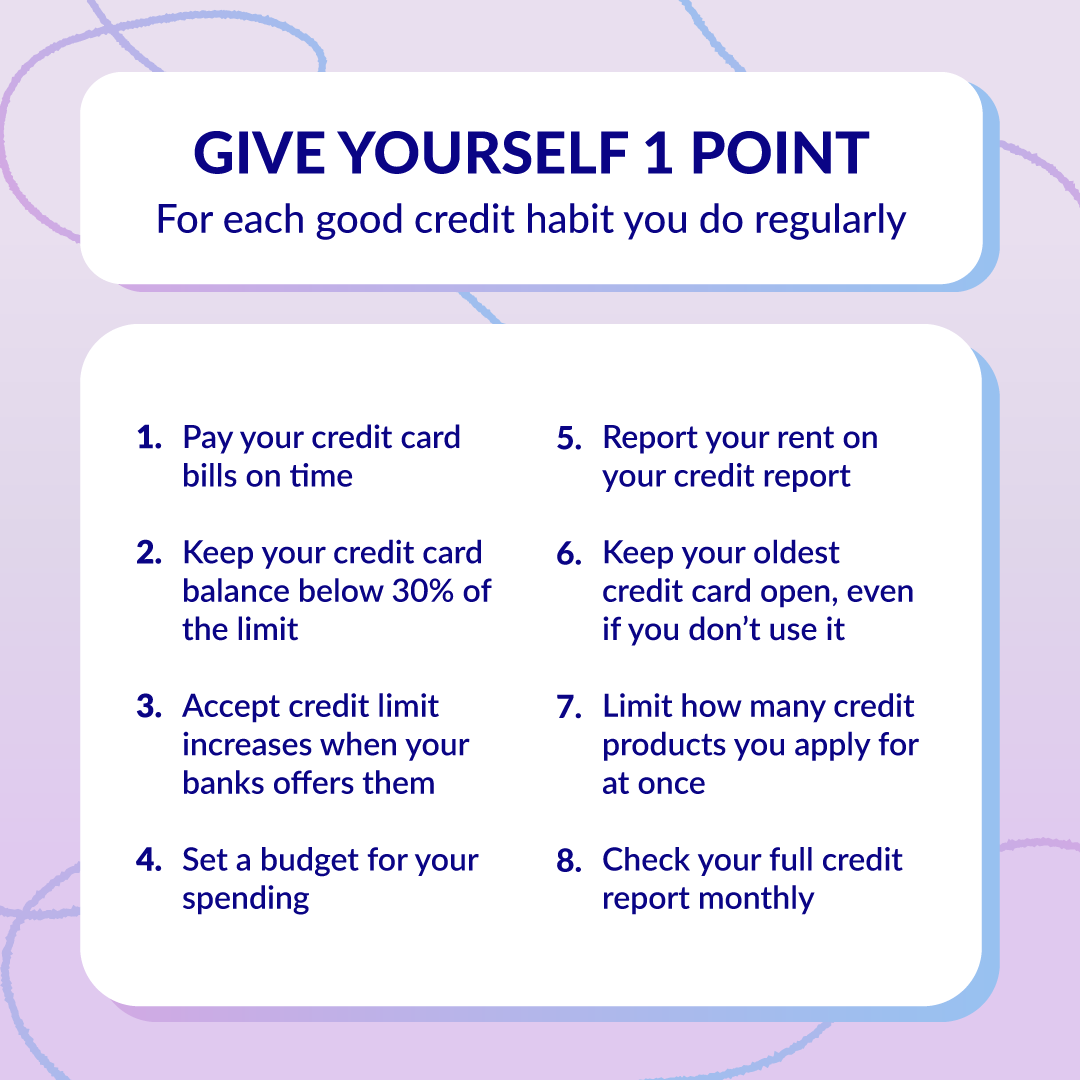 GIVE YOURSELF 1 POINT
For each good credit habit you do regularly
1. Pay your credit card
bills on time
2. Keep your credit card
balance below 30% of
the limit
3. Accept credit limit
increases when your
banks offers them
4. Set a budget for your
spending
5. Report your rent on
your credit report
6. Keep your oldest
credit card open, even
if you don’t use it
7. Limit how many credit
products you apply for
at once
8. Check your full credit
report monthly